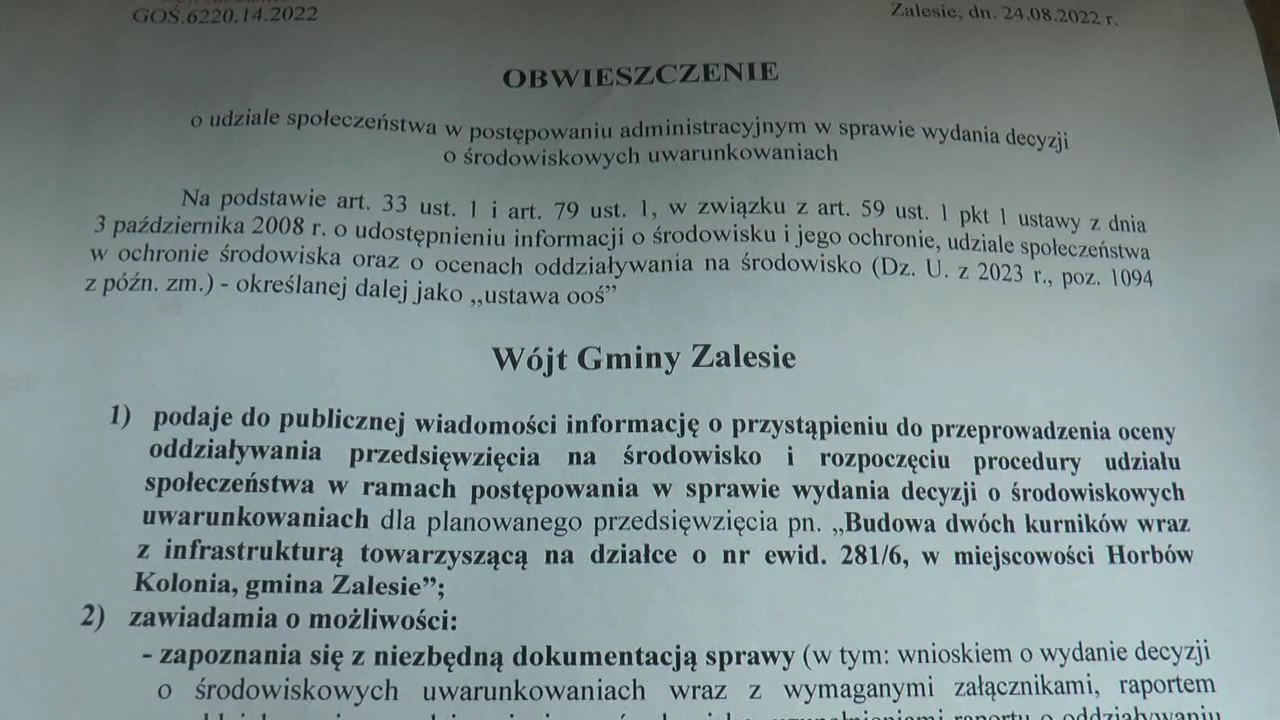 GOŚ.6220.14.2022
Zalesie, dn. 24.08.2022 r.
OBWIESZCZENIE
o udziale społeczeństwa w postępowaniu administracyjnym w sprawie wydania decyzji
o środowiskowych uwarunkowaniach
Na podstawie art. 33 ust. 1 i art. 79 ust. 1, w związku z art. 59 ust. 1 pkt 1 ustawy z dnia
3 października 2008 r. o udostępnieniu informacji o środowisku i jego ochronie, udziale społeczeństwa
w ochronie środowiska oraz o ocenach oddziaływania na środowisko (Dz. U. z 2023 r., poz. 1094
z późn. zm.) - określanej dalej jako „ustawa ooś”
Wójt Gminy Zalesie
1) podaje do publicznej wiadomości informację o przystąpieniu do przeprowadzenia oceny
oddziaływania przedsięwzięcia na środowisko i rozpoczęciu procedury udziału
społeczeństwa w ramach postępowania w sprawie wydania decyzji o środowiskowych
uwarunkowaniach dla planowanego przedsięwzięcia pn. „Budowa dwóch kurników wraz
z infrastrukturą towarzyszącą na działce o nr ewid. 281/6, w miejscowości Horbów
Kolonia, gmina Zalesie”;
2) zawiadamia o możliwości:
- zapoznania się z niezbędną dokumentacją sprawy (w tym: wnioskiem o wydanie decyzji
o środowiskowych uwarunkowaniach wraz z wymaganymi załącznikami, raportem
uzupełnieniami raportu o oddziaływaniu